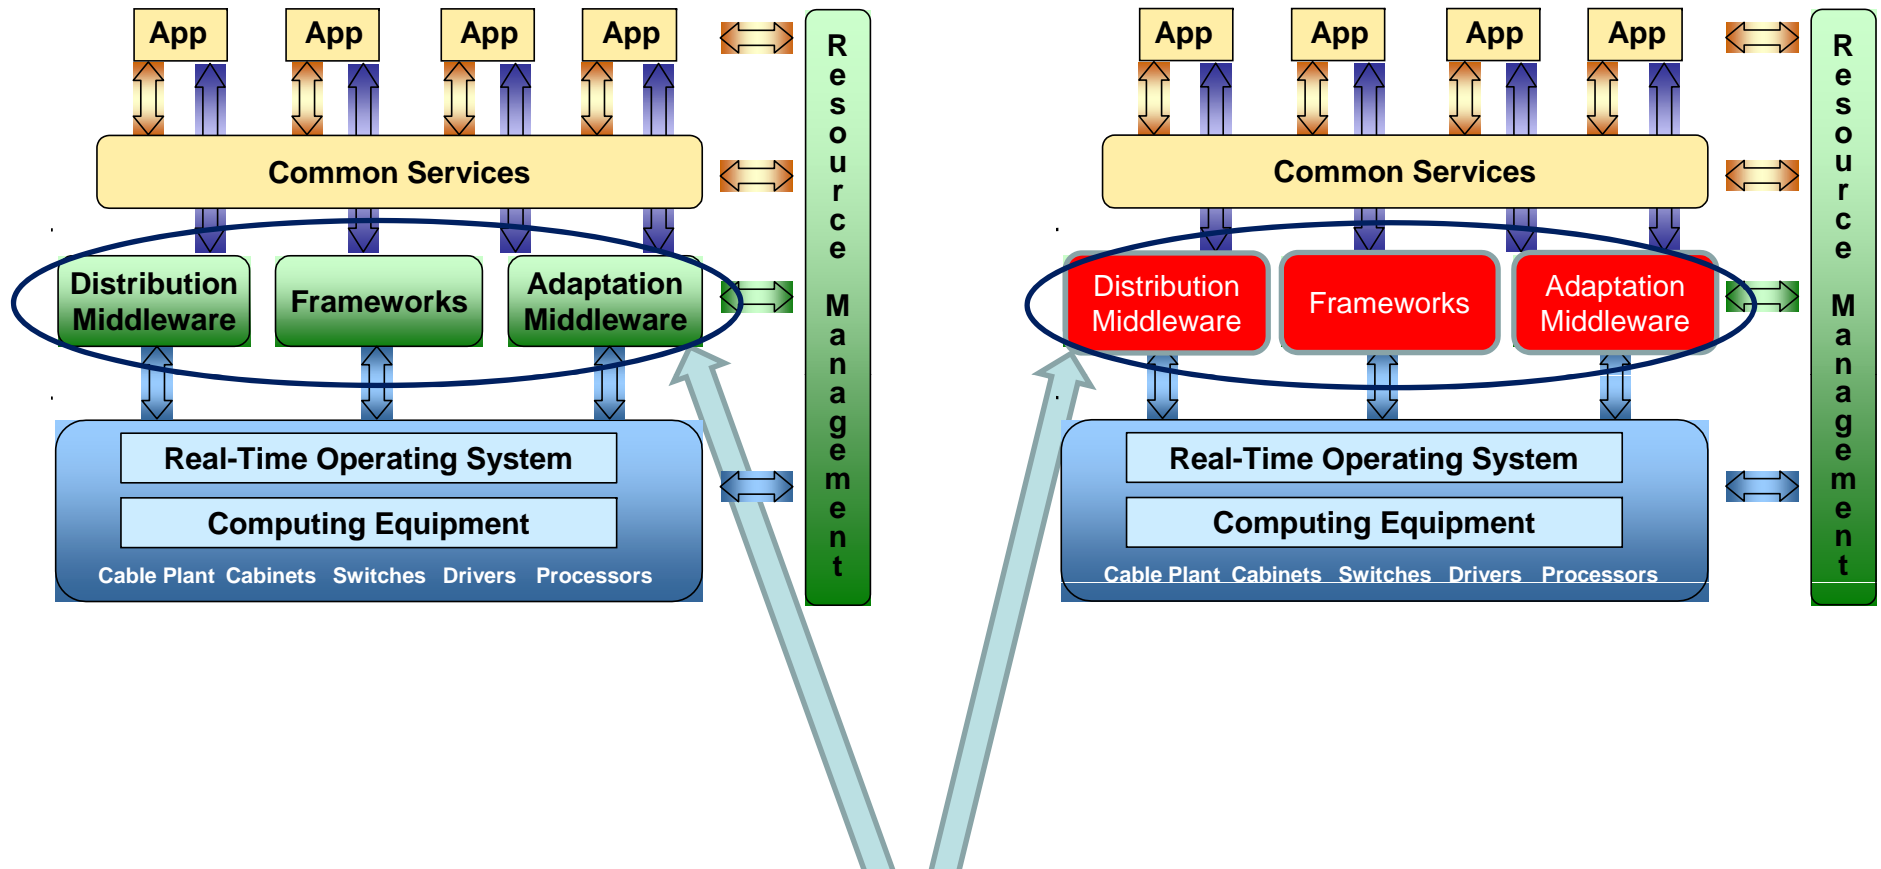 App App App App
Resource Management
Common Services
Distribution
Middleware
Frameworks
Adaptation
Middleware
Real-Time Operating System
Computing Equipment
Cable Plant Cabinets Switches Drivers Processors
App App App App
Resource Management
Common Services
Distribution
Middleware
Frameworks
Adaptation
Middleware
Real-Time Operating System
Computing Equipment
Cable Plant Cabinets Switches Drivers Processors